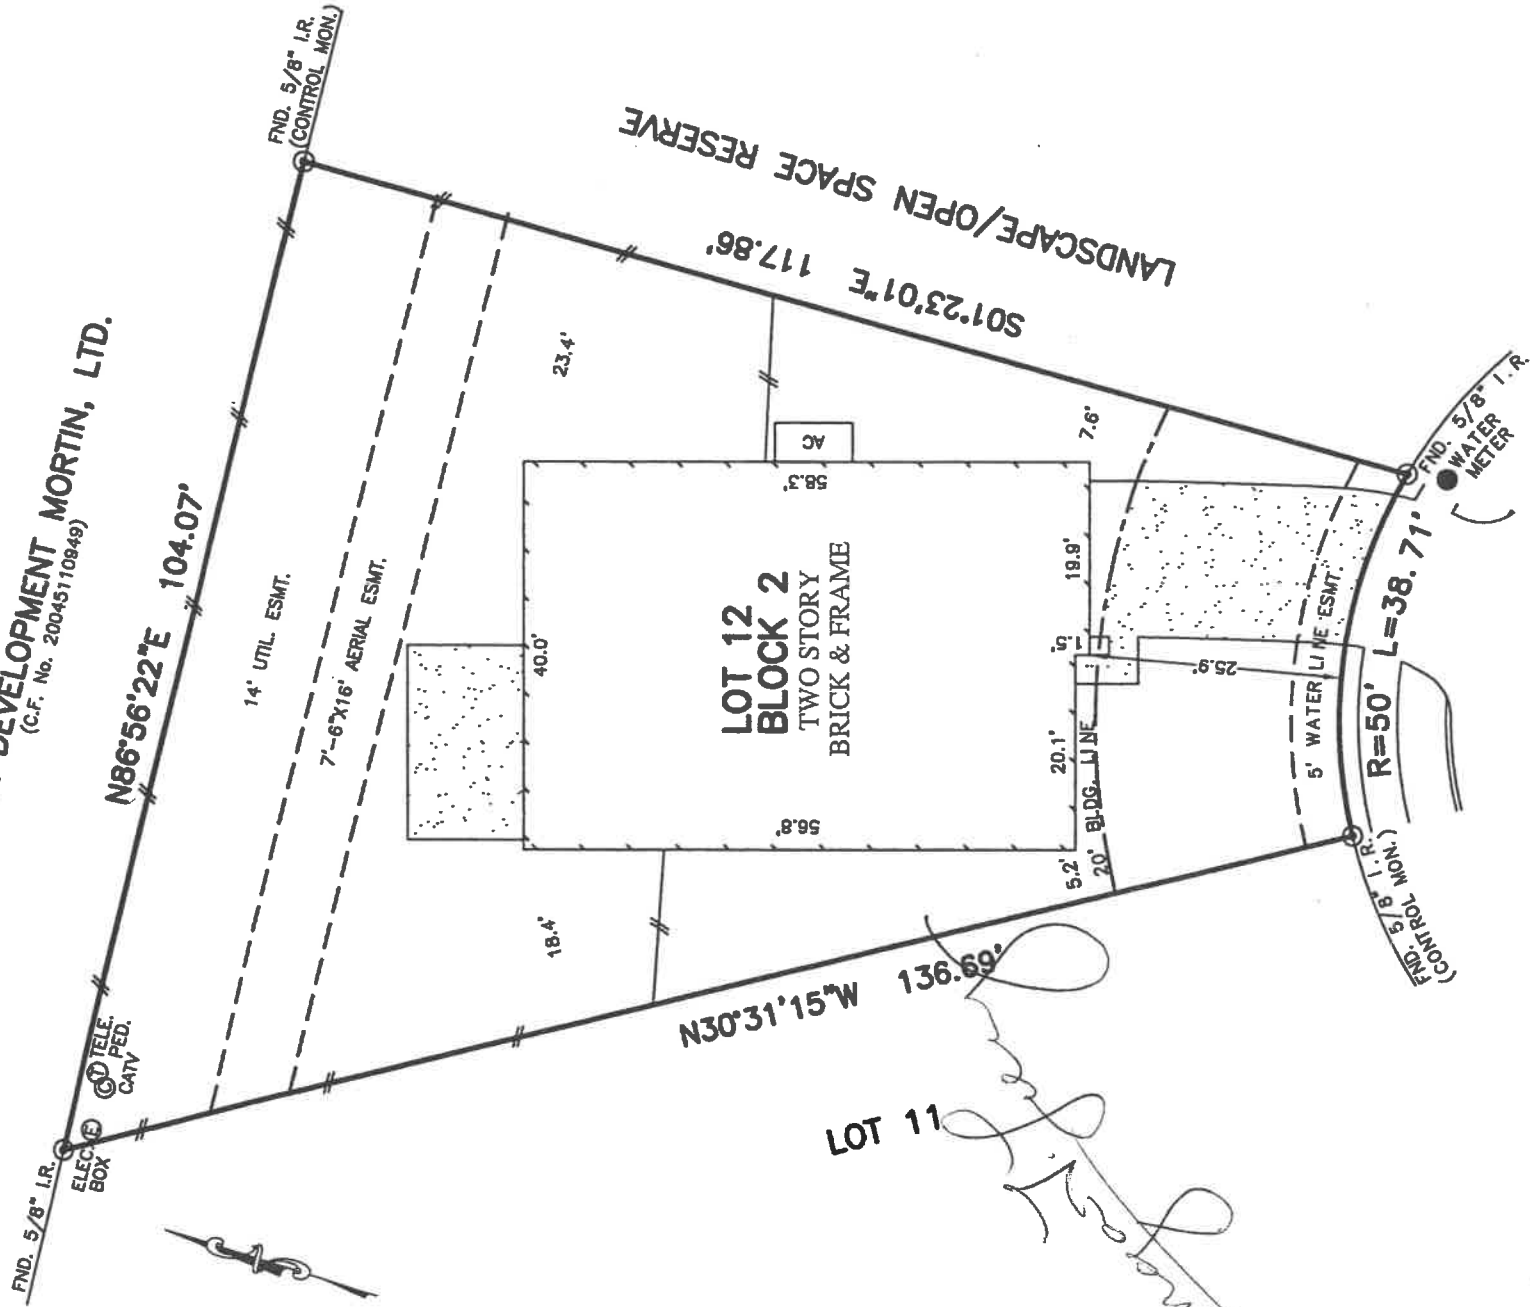 DEVELOPMENT MORTIN, LTD.
(C.F. No. 20045110949)
FND. 5/8" I.R.
(CONTROL MON.)
N86°56'22"E 104.07'
14' UTIL. ESMT.
7'-6"X16' AERIAL ESMT.
LANDSCAPE/OPEN SPACE RESERVE
S01°23'01"E 117.86'
23.4'
FND. 5/8" I.R.
ELEC. E
BOX
C T TELE.
PED.
CATV
40.0'
AC
58.3'
LOT 12
BLOCK 2
TWO STORY
BRICK & FRAME
56.8'
18.4'
7.6'
19.9'
1.5'
20.1'
5.2'
20' BLDG. LINE
25.9'
5' WATER LINE ESMT.
R=50' L=38.71'
FND. 5/8" I.R.
WATER
METER
FND. 5/8" I.R.
(CONTROL MON.)
N30°31'15"W 136.69'
LOT 11